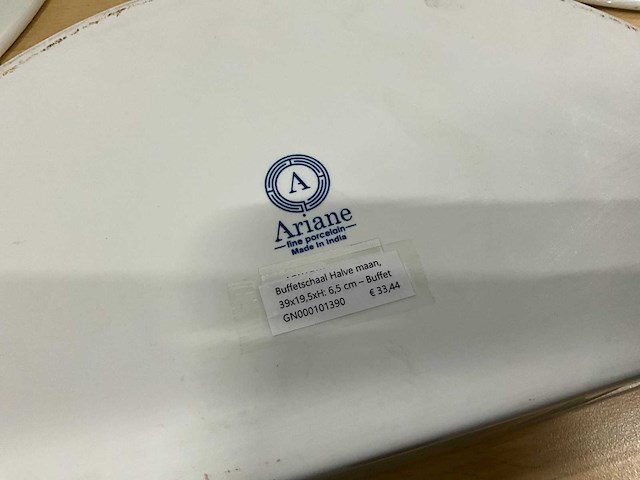 A
Ariane
fine porcelain
Made in India
Buffetschaal Halve maan,
39x19,5xH: 6,5 cm – Buffet
GN000101390 € 33,44